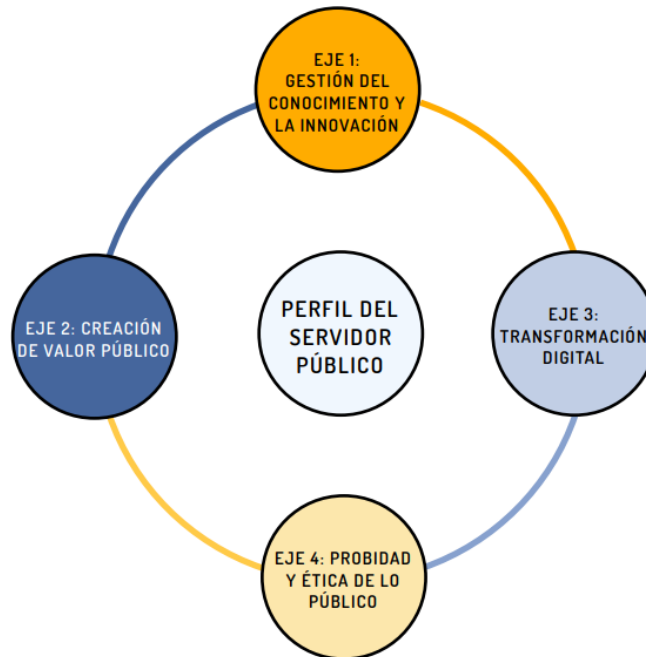 EJE 1:
GESTIÓN DEL
CONOCIMIENTO Y
LA INNOVACIÓN
PERFIL DEL
SERVIDOR
PÚBLICO
EJE 2: CREACIÓN
DE VALOR PÚBLICO
EJE 3:
TRANSFORMACIÓN
DIGITAL
EJE 4: PROBIDAD
Y ÉTICA DE LO
PÚBLICO